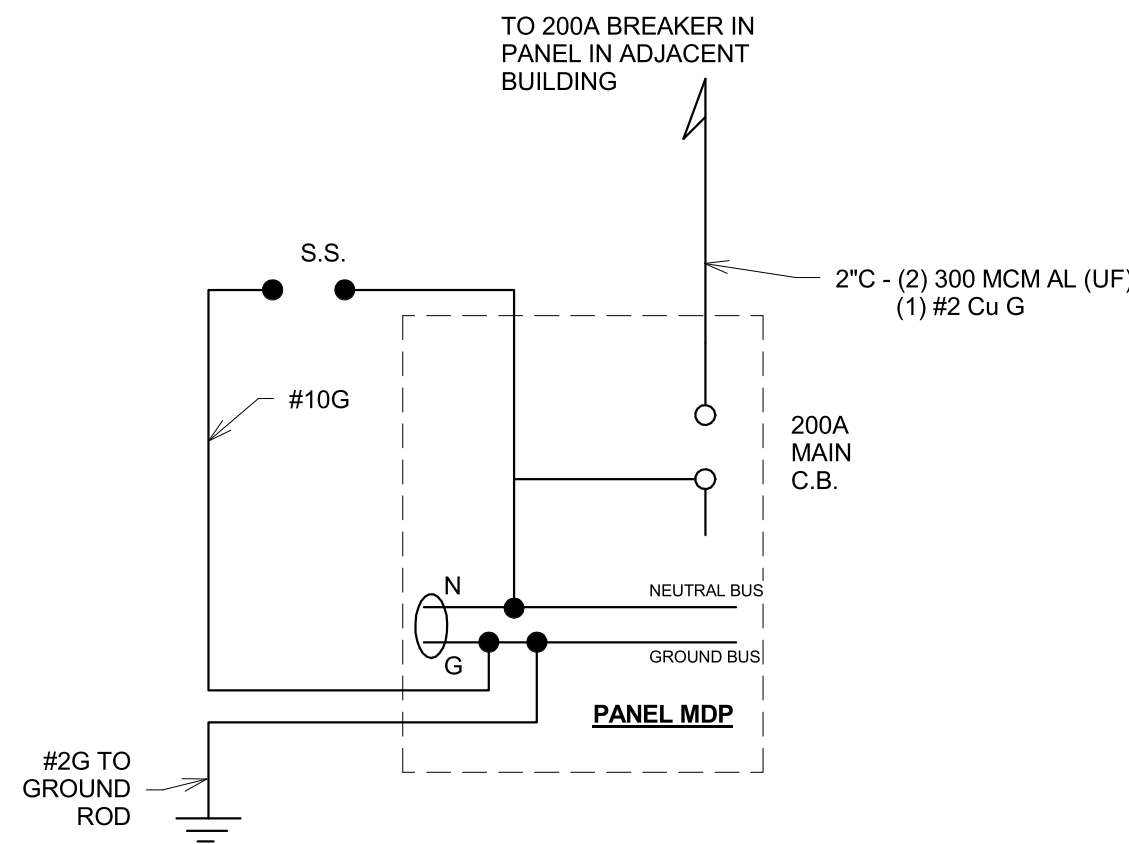 TO 200A BREAKER IN
PANEL IN ADJACENT
BUILDING
S.S.
2"C - (2) 300 MCM AL (UF)
(1) #2 Cu G
#10G
200A
MAIN
C.B.
N
NEUTRAL BUS
G
GROUND BUS
PANEL MDP
#2G TO
GROUND
ROD